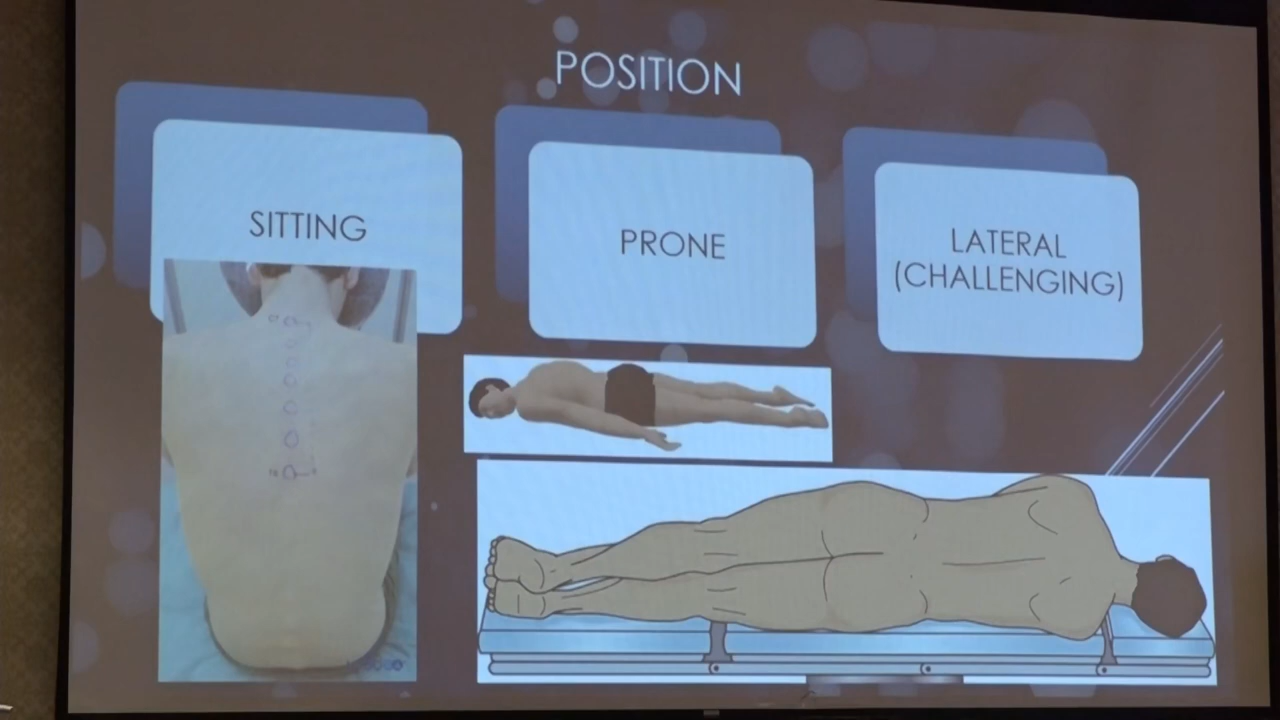 POSITION
SITTING
PRONE
LATERAL
(CHALLENGING)